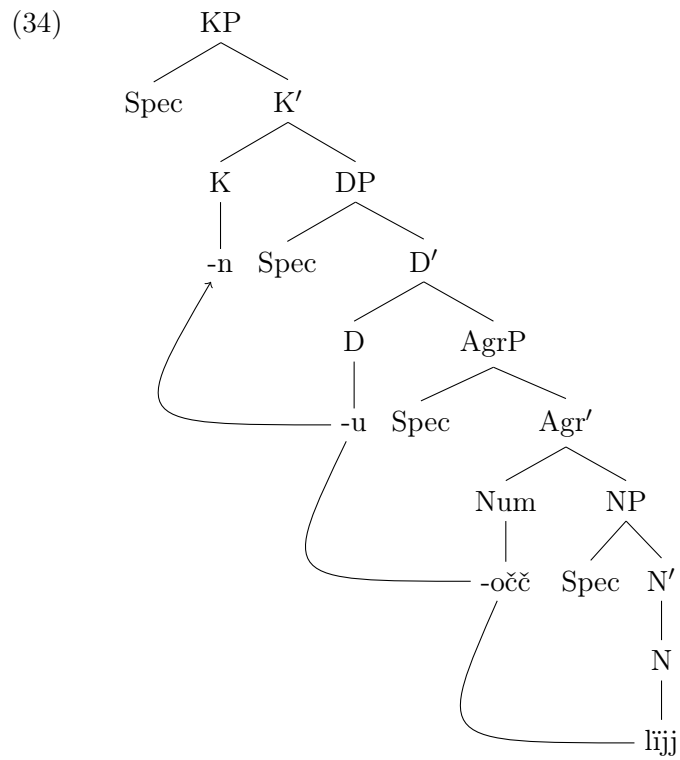 (34) KP
Spec K′
K DP
-n Spec D′
D AgrP
-u Spec Agr′
Num NP
-očč Spec N′
N
lïjj